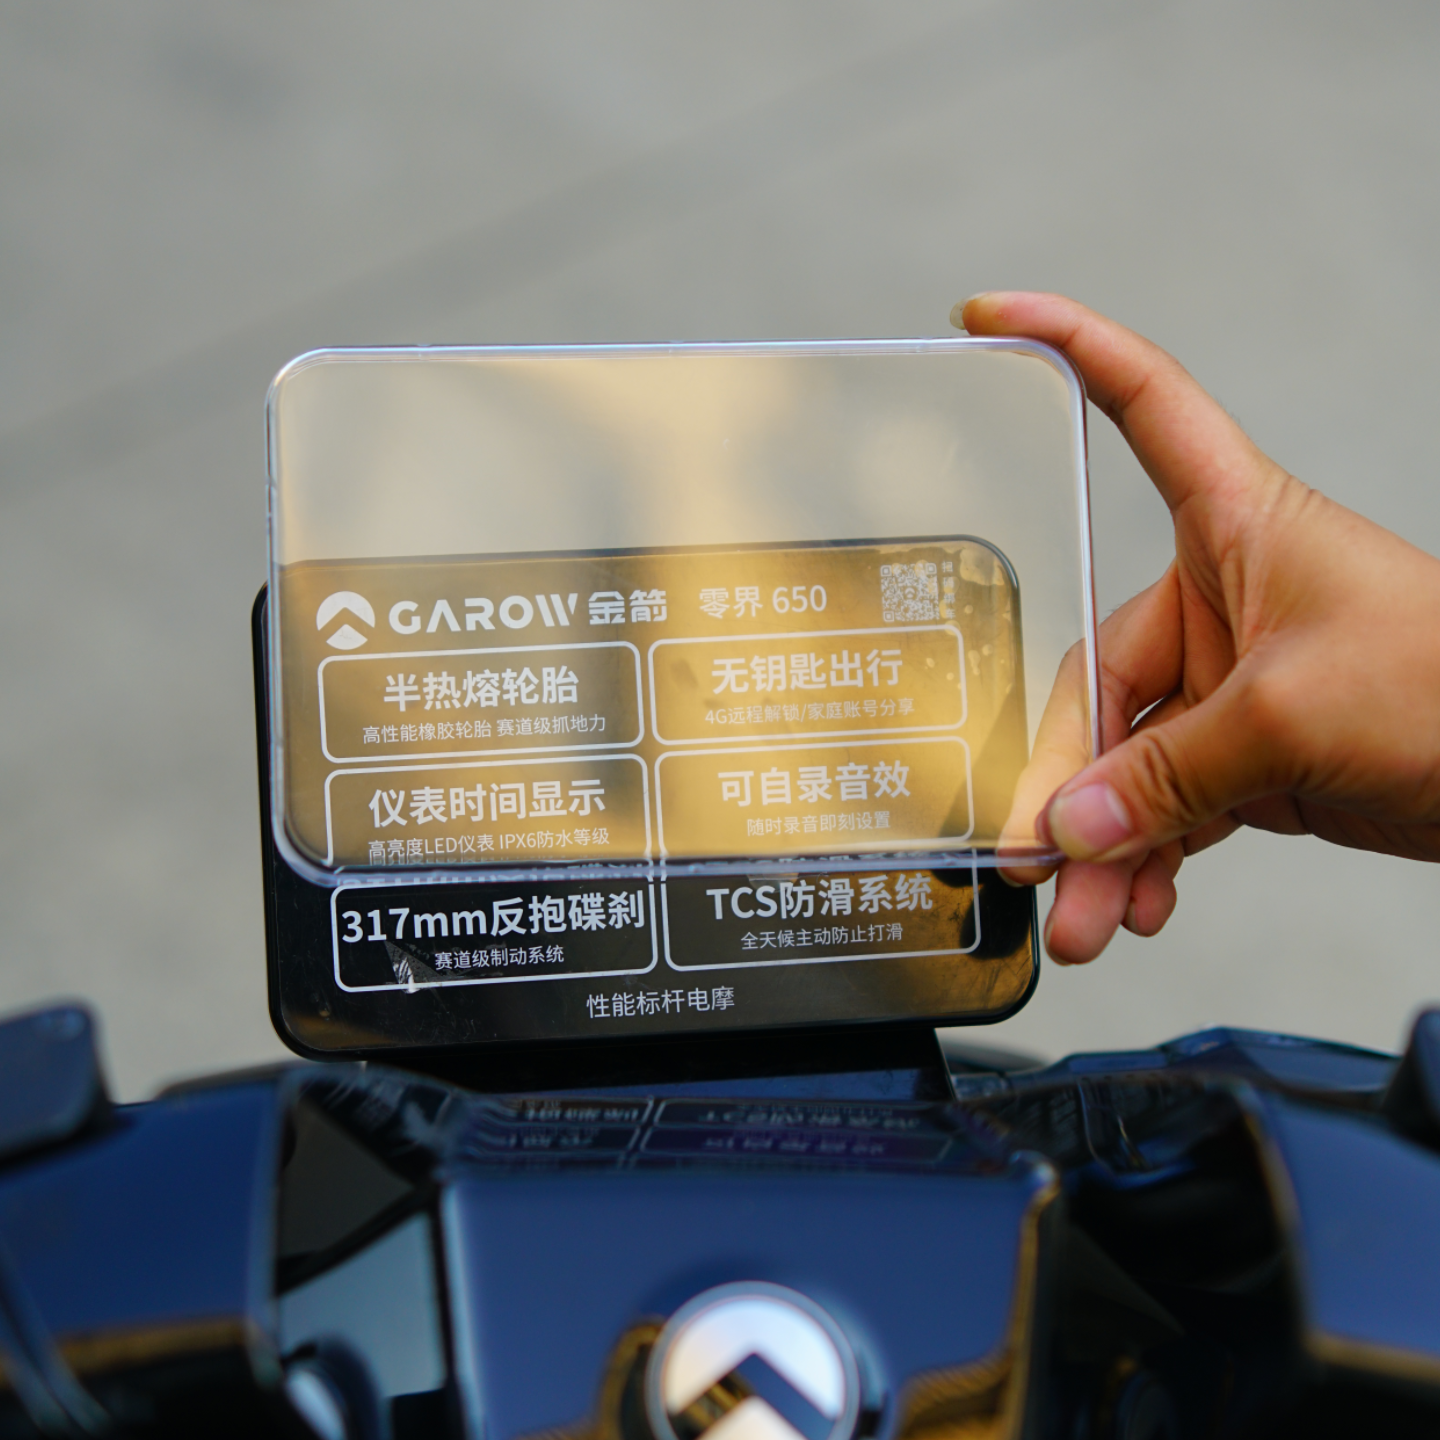 GAROW 金箭 零界 650
半热熔轮胎
高性能橡胶轮胎 赛道级抓地力
无钥匙出行
4G远程解锁/家庭账号分享
仪表时间显示
高亮度LED仪表 IPX6防水等级
可自录音效
随时录音即刻设置
317mm反抱碟刹
赛道级制动系统
TCS防滑系统
全天候主动防止打滑
性能标杆电摩